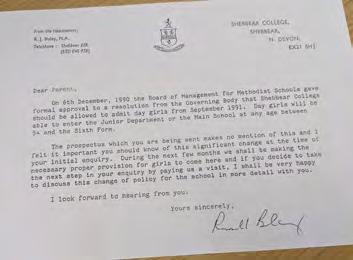 From the Headmaster:
R.J. Buley, M.A.
Telephone: Shebbear 228
SHEBBEAR COLLEGE,
SHEBBEAR,
N. DEVON.
EX21 5HJ
Dear Parent,
On 6th December, 1990 the Board of Management for Methodist Schools gave
formal approval to a resolution from the Governing Body that Shebbear College
should be allowed to admit day girls from September 1991. Day girls will be
able to enter the Junior Department or the Main School at any age between
5+ and the Sixth Form.
The prospectus which you are being sent makes no mention of this and I
felt it important you should know of this significant change at the time of
your initial enquiry. During the next few months we shall be making the
necessary proper provision for girls to come here and if you decide to take
the next step in your enquiry by paying us a visit, I shall be very happy
to discuss this change of policy for the school in more detail with you.
I look forward to hearing from you.
Yours sincerely,